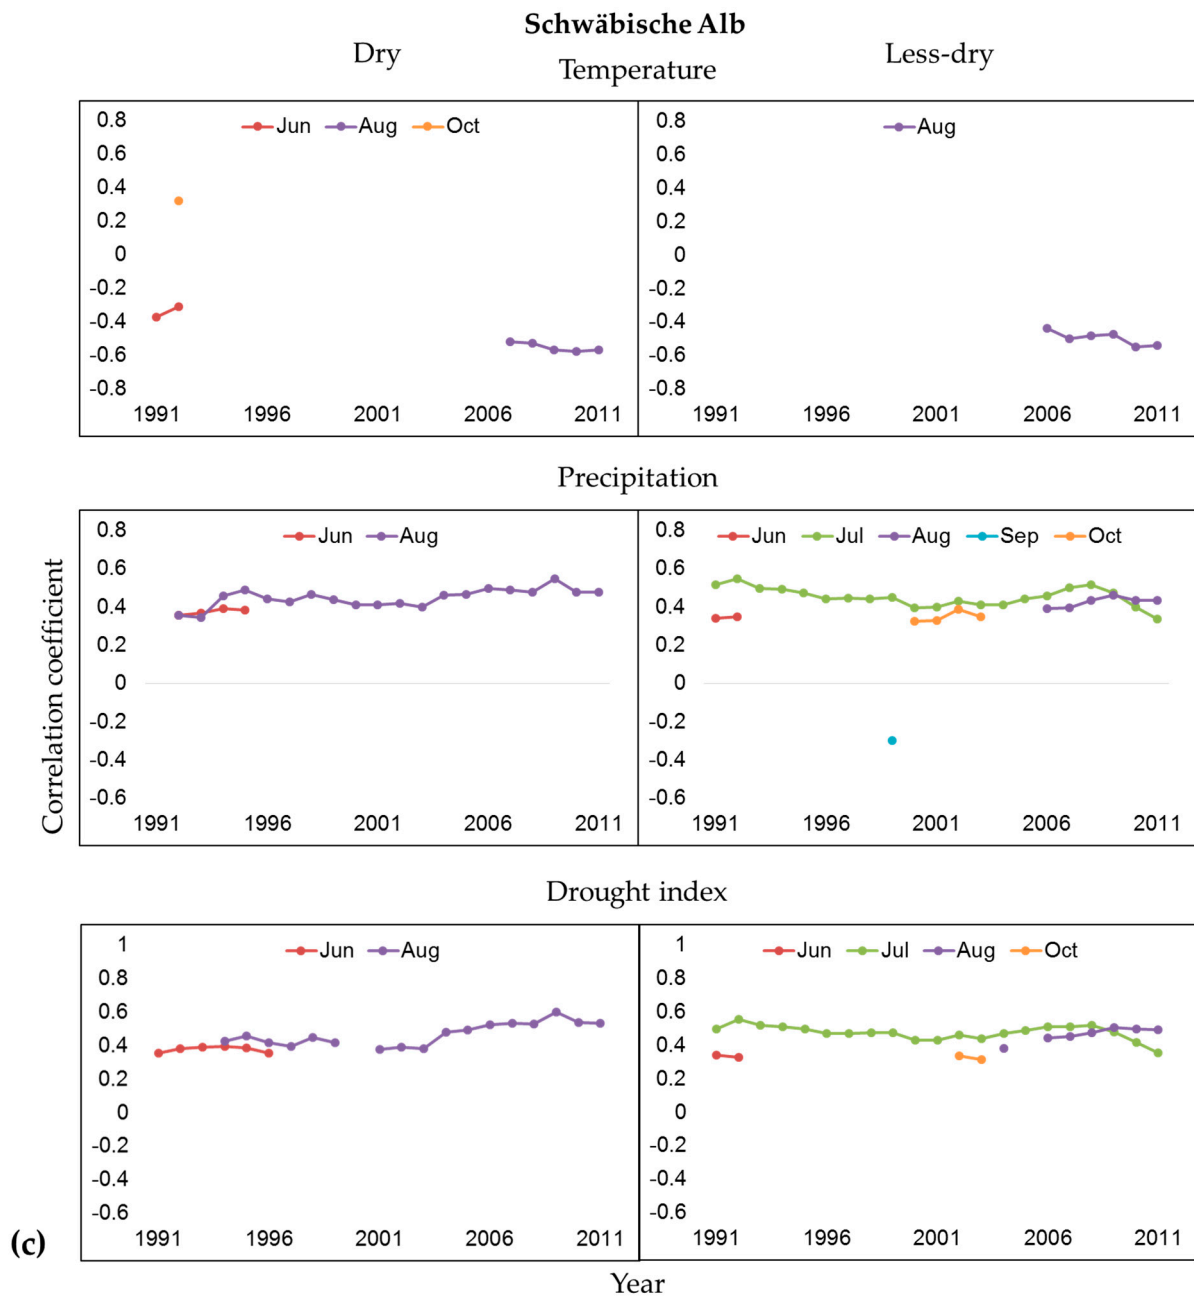 Schwäbische Alb
Dry
Less-dry
Temperature
Jun Aug Oct
0.8
0.6
0.4
0.2
0
-0.2
-0.4
-0.6
-0.8
1991 1996 2001 2006 2011
Aug
0.8
0.6
0.4
0.2
0
-0.2
-0.4
-0.6
-0.8
1991 1996 2001 2006 2011
Precipitation
Correlation coefficient
Jun Aug
0.8
0.6
0.4
0.2
0
-0.2
-0.4
-0.6
1991 1996 2001 2006 2011
Jun Jul Aug Sep Oct
0.8
0.6
0.4
0.2
0
-0.2
-0.4
-0.6
1991 1996 2001 2006 2011
Drought index
Jun Aug
1
0.8
0.6
0.4
0.2
0
-0.2
-0.4
-0.6
1991 1996 2001 2006 2011
Jun Jul Aug Oct
1
0.8
0.6
0.4
0.2
0
-0.2
-0.4
-0.6
1991 1996 2001 2006 2011
(c)
Year